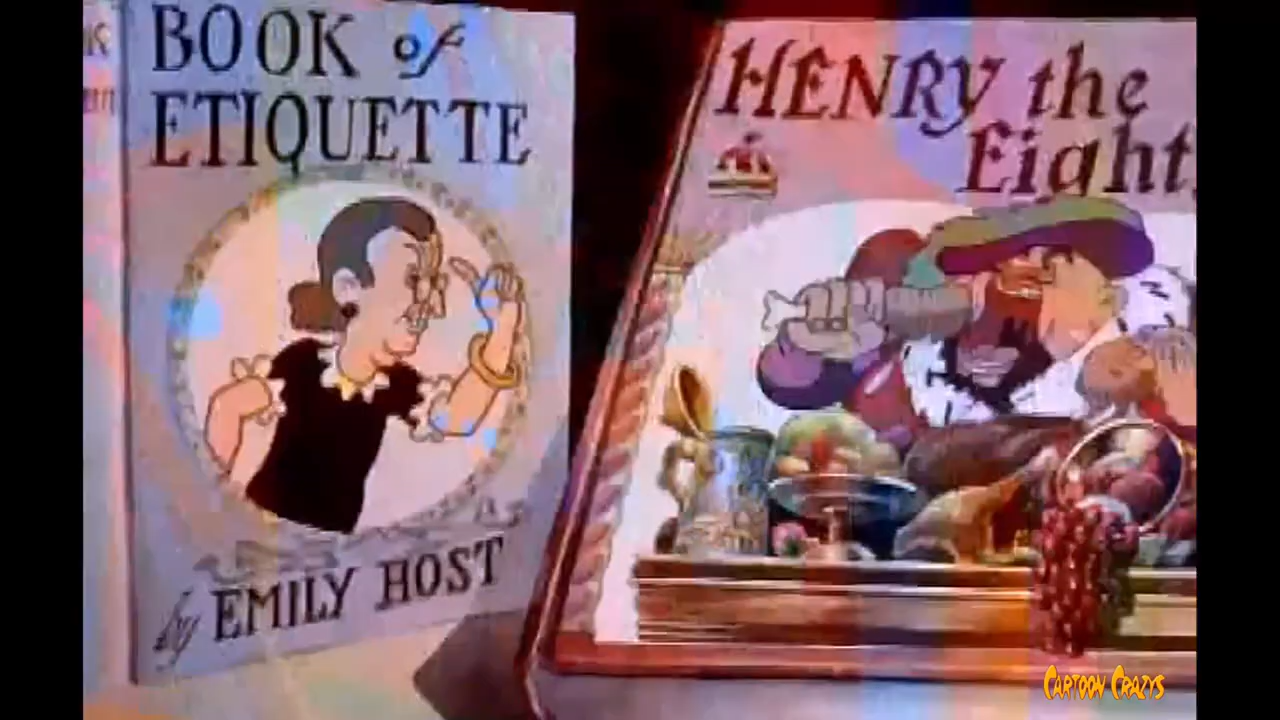 BOOK of
ETIQUETTE
by EMILY HOST
HENRY the
Eight
CARTOON CRAZYS